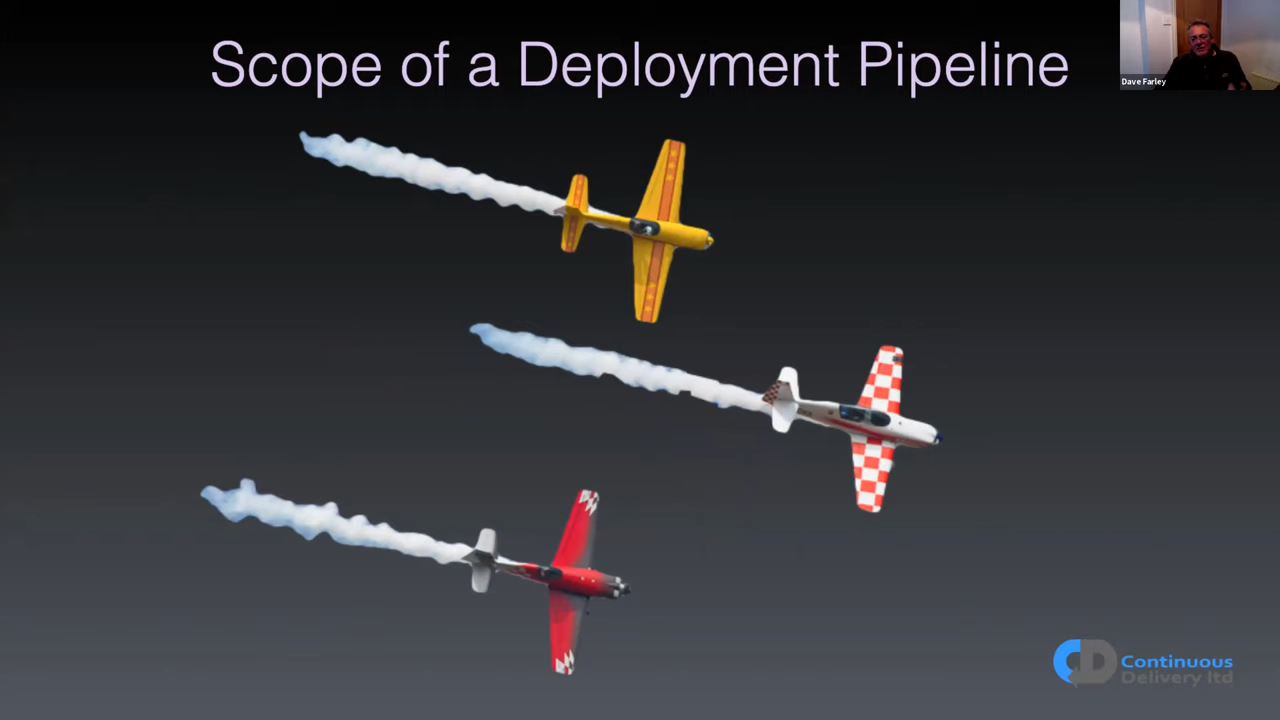 Scope of a Deployment Pipeline
Dave Farley
Continuous
Delivery ltd